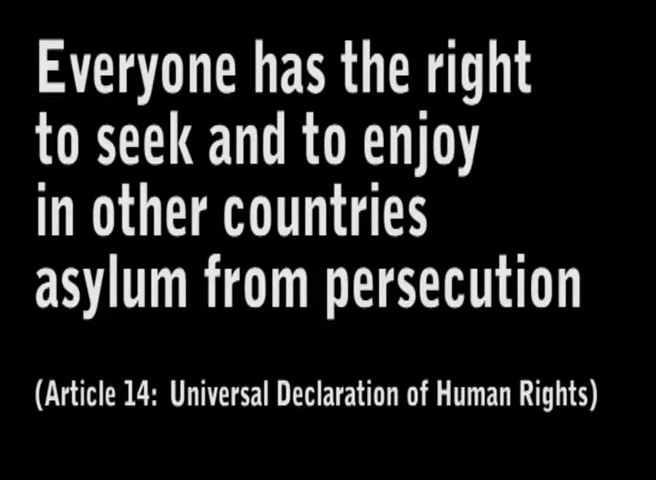 Everyone has the right
to seek and to enjoy
in other countries
asylum from persecution
(Article 14: Universal Declaration of Human Rights)